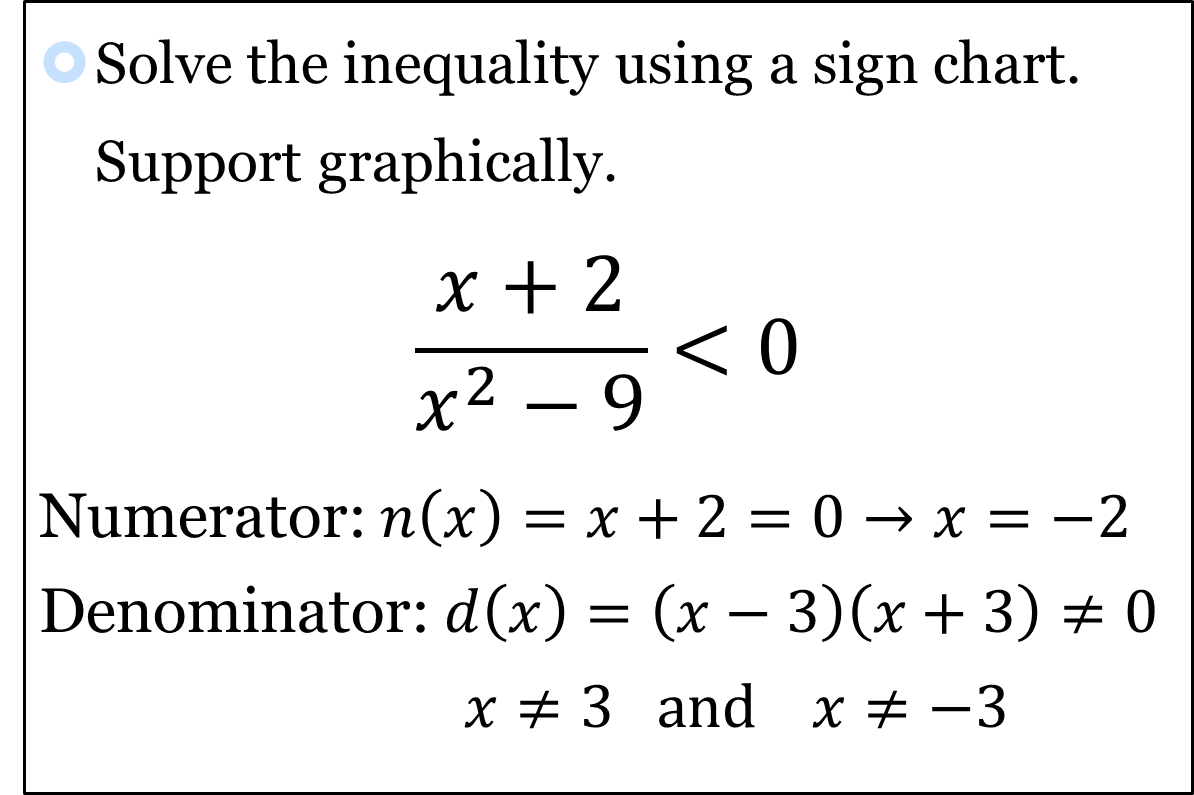 Solve the inequality using a sign chart.
Support graphically.
x + 2
x² − 9
< 0
Numerator: n(x) = x + 2 = 0 → x = −2
Denominator: d(x) = (x − 3)(x + 3) ≠ 0
x ≠ 3 and x ≠ −3